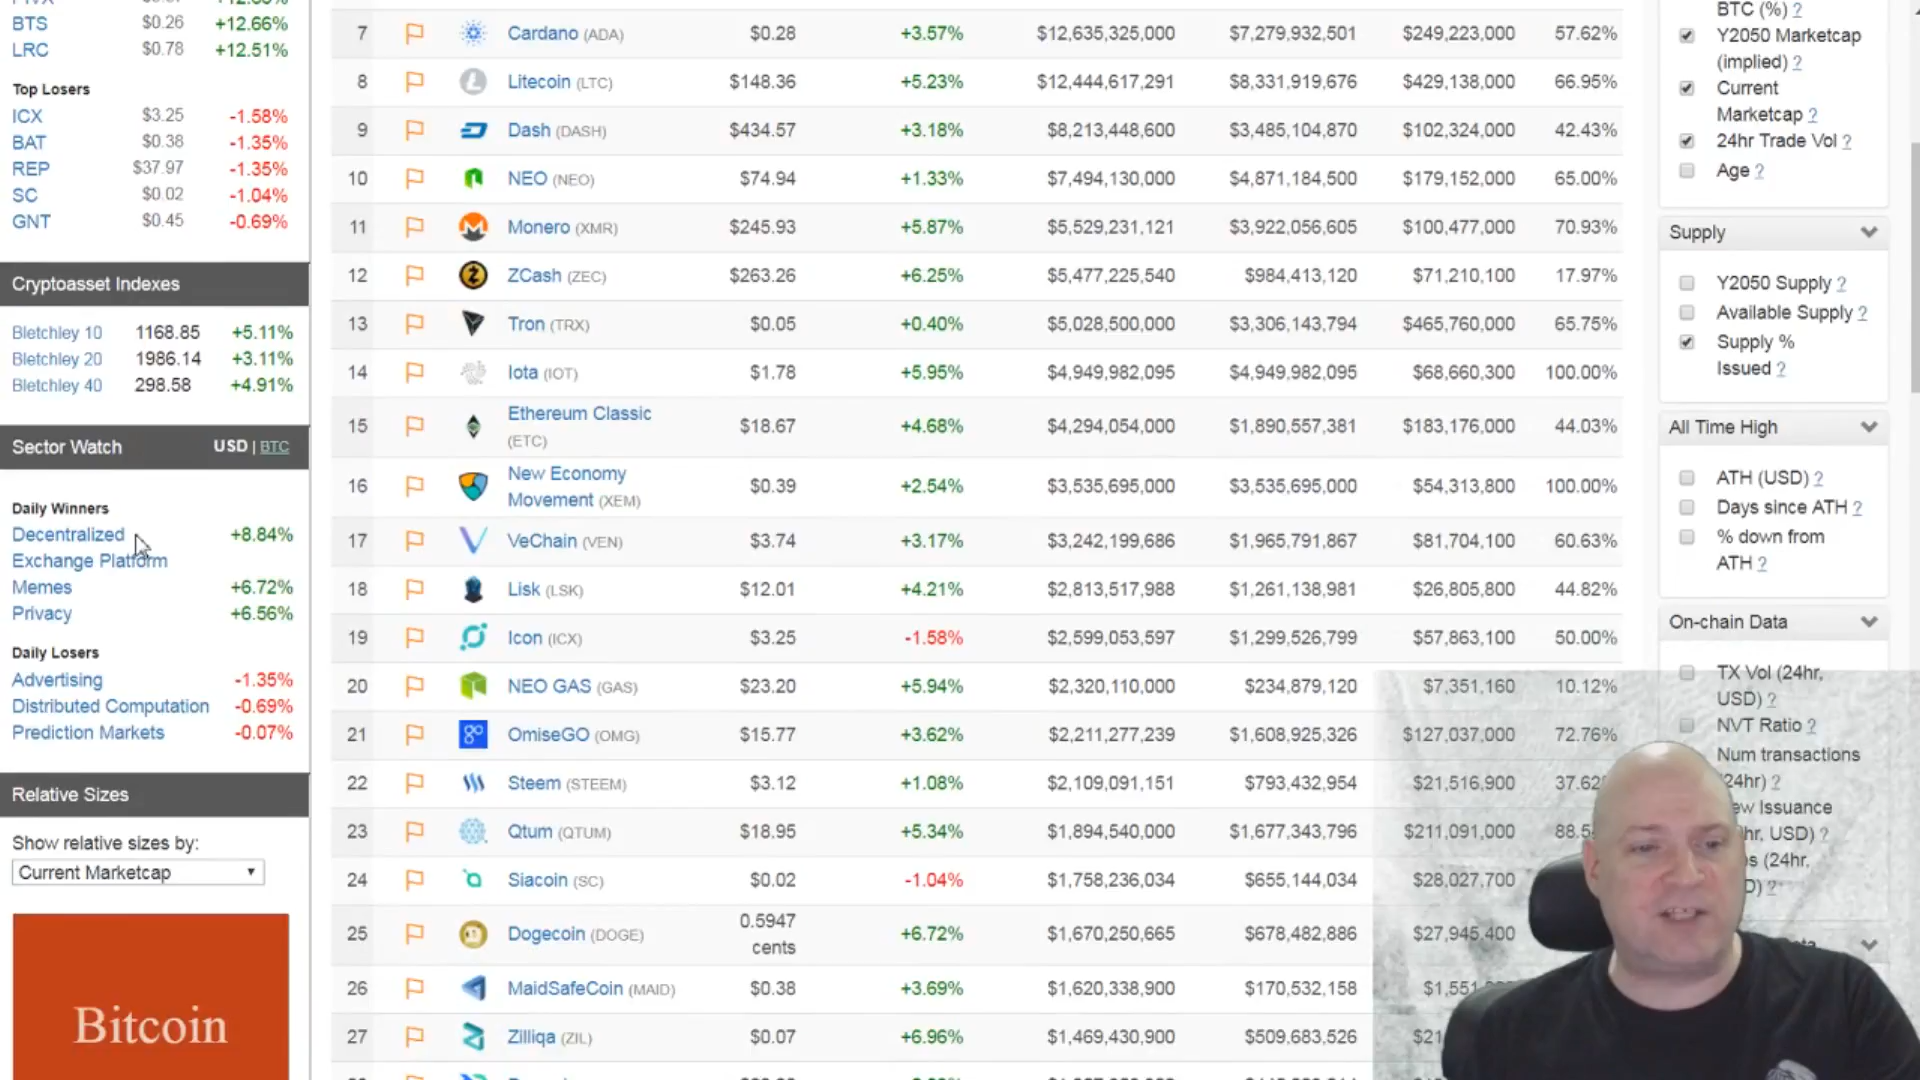 BTS $0.26 +12.66%
LRC $0.78 +12.51%
Top Losers
ICX $3.25 -1.58%
BAT $0.38 -1.35%
REP $37.97 -1.35%
SC $0.02 -1.04%
GNT $0.45 -0.69%
Cryptoasset Indexes
Bletchley 10 1168.85 +5.11%
Bletchley 20 1986.14 +3.11%
Bletchley 40 298.58 +4.91%
Sector Watch USD | BTC
Daily Winners
Decentralized +8.84%
Exchange Platform
Memes +6.72%
Privacy +6.56%
Daily Losers
Advertising -1.35%
Distributed Computation -0.69%
Prediction Markets -0.07%
Relative Sizes
Show relative sizes by:
Current Marketcap
Bitcoin
7 Cardano (ADA) $0.28 +3.57% $12,635,325,000 $7,279,932,501 $249,223,000 57.62%
8 Litecoin (LTC) $148.36 +5.23% $12,444,617,291 $8,331,919,676 $429,138,000 66.95%
9 Dash (DASH) $434.57 +3.18% $8,213,448,600 $3,485,104,870 $102,324,000 42.43%
10 NEO (NEO) $74.94 +1.33% $7,494,130,000 $4,871,184,500 $179,152,000 65.00%
11 Monero (XMR) $245.93 +5.87% $5,529,231,121 $3,922,056,605 $100,477,000 70.93%
12 ZCash (ZEC) $263.26 +6.25% $5,477,225,540 $984,413,120 $71,210,100 17.97%
13 Tron (TRX) $0.05 +0.40% $5,028,500,000 $3,306,143,794 $465,760,000 65.75%
14 Iota (IOT) $1.78 +5.95% $4,949,982,095 $4,949,982,095 $68,660,300 100.00%
15 Ethereum Classic (ETC) $18.67 +4.68% $4,294,054,000 $1,890,557,381 $183,176,000 44.03%
16 New Economy Movement (XEM) $0.39 +2.54% $3,535,695,000 $3,535,695,000 $54,313,800 100.00%
17 VeChain (VEN) $3.74 +3.17% $3,242,199,686 $1,965,791,867 $81,704,100 60.63%
18 Lisk (LSK) $12.01 +4.21% $2,813,517,988 $1,261,138,981 $26,805,800 44.82%
19 Icon (ICX) $3.25 -1.58% $2,599,053,597 $1,299,526,799 $57,863,100 50.00%
20 NEO GAS (GAS) $23.20 +5.94% $2,320,110,000 $234,879,120 $7,351,160 10.12%
21 OmiseGO (OMG) $15.77 +3.62% $2,211,277,239 $1,608,925,326 $127,037,000 72.76%
22 Steem (STEEM) $3.12 +1.08% $2,109,091,151 $793,432,954 $21,516,900 37.62
23 Qtum (QTUM) $18.95 +5.34% $1,894,540,000 $1,677,343,796 $211,091,000 88.5
24 Siacoin (SC) $0.02 -1.04% $1,758,236,034 $655,144,034 $28,027,700
25 Dogecoin (DOGE) 0.5947 cents +6.72% $1,670,250,665 $678,482,886 $27,945,400
26 MaidSafeCoin (MAID) $0.38 +3.69% $1,620,338,900 $170,532,158 $1,551
27 Zilliqa (ZIL) $0.07 +6.96% $1,469,430,900 $509,683,526 $21
BTC (%) ?
Y2050 Marketcap
(implied) ?
Current
Marketcap ?
24hr Trade Vol ?
Age ?
Supply
Y2050 Supply ?
Available Supply ?
Supply %
Issued ?
All Time High
ATH (USD) ?
Days since ATH ?
% down from
ATH ?
On-chain Data
TX Vol (24hr,
USD) ?
NVT Ratio ?
Num transactions
24hr) ?
ew Issuance
hr, USD) ?
(24hr,
D) ?